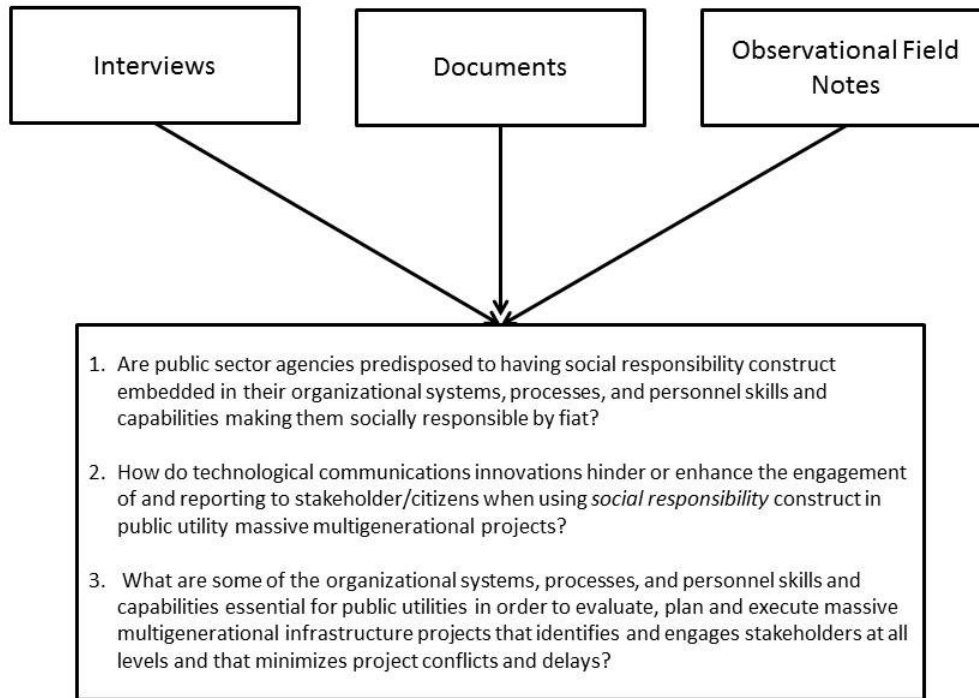 Interviews
Documents
Observational Field
Notes
1. Are public sector agencies predisposed to having social responsibility construct
embedded in their organizational systems, processes, and personnel skills and
capabilities making them socially responsible by fiat?
2. How do technological communications innovations hinder or enhance the engagement
of and reporting to stakeholder/citizens when using social responsibility construct in
public utility massive multigenerational projects?
3. What are some of the organizational systems, processes, and personnel skills and
capabilities essential for public utilities in order to evaluate, plan and execute massive
multigenerational infrastructure projects that identifies and engages stakeholders at all
levels and that minimizes project conflicts and delays?